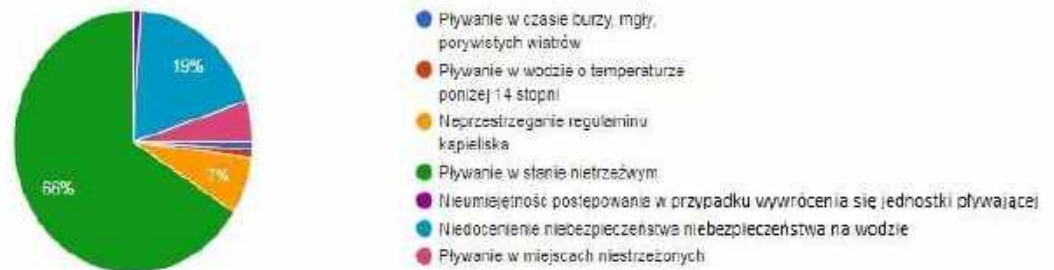 66%
19%
7%
Pływanie w czasie burzy, mgły,
porywistych wiatrów
Pływanie w wodzie o temperaturze
poniżej 14 stopni
Neprzestrzeganie regulaminu
kąpieliska
Pływanie w stanie nietrzeźwym
Nieumiejętność postępowania w przypadku wywrócenia się jednostki pływającej
Niedocenienie niebezpieczeństwa niebezpieczeństwa na wodzie
Pływanie w miejscach niestrzeżonych